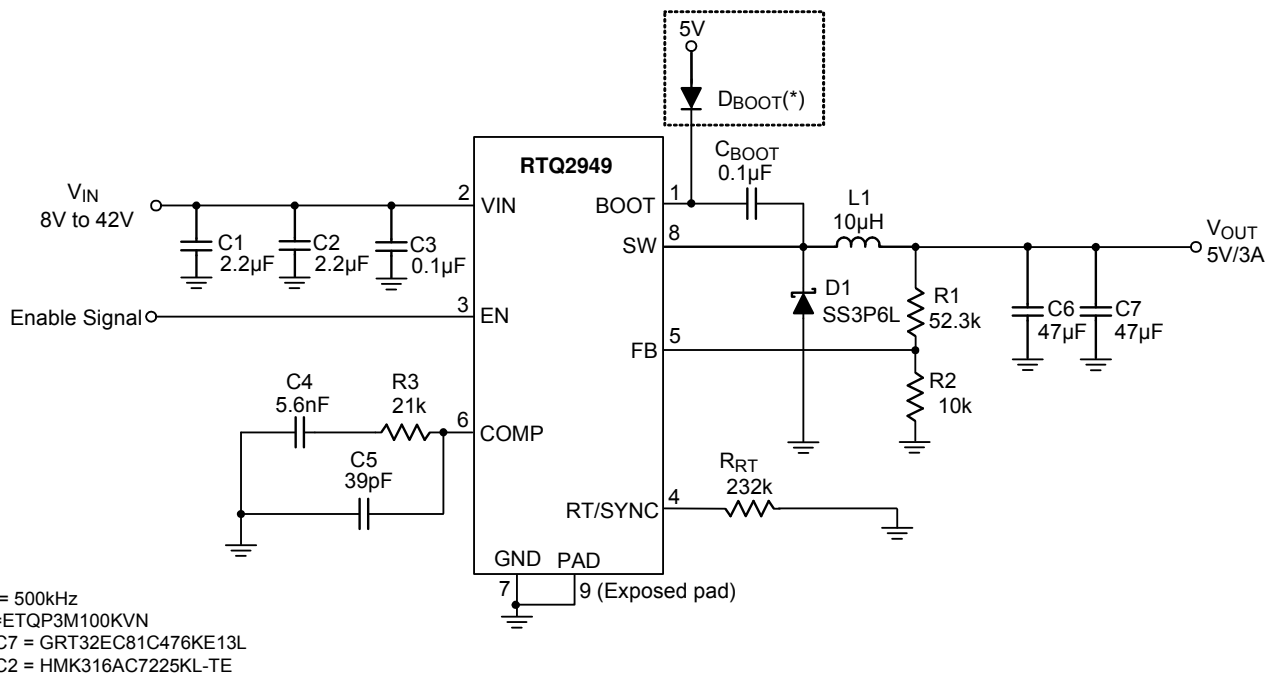 5V
DBOOT(*)
RTQ2949
CBOOT
0.1µF
VIN
8V to 42V
2
VIN
BOOT
1
L1
10µH
SW
8
VOUT
5V/3A
C1
2.2µF
C2
2.2µF
C3
0.1µF
D1
SS3P6L
R1
52.3k
C6
47µF
C7
47µF
Enable Signal
3
EN
FB
5
R2
10k
C4
5.6nF
R3
21k
6
COMP
C5
39pF
RRT
232k
RT/SYNC
4
GND
PAD
7
9 (Exposed pad)
= 500kHz
=ETQP3M100KVN
C7 = GRT32EC81C476KE13L
C2 = HMK316AC7225KL-TE